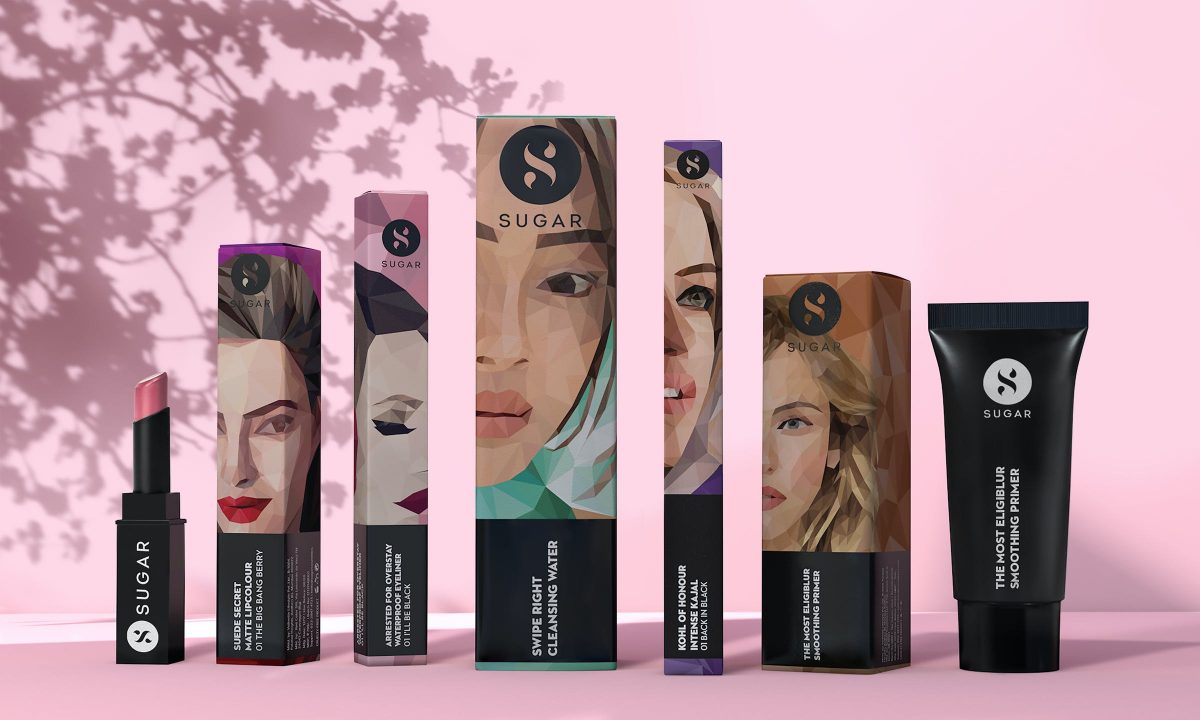 SUGAR
SUGAR
SUEDE SECRET
MATTE LIPCOLOUR
01 THE BIG BANG BERRY
SUGAR
ARRESTED FOR OVERSTAY
WATERPROOF EYELINER
01 I'LL BE BLACK
SUGAR
SWIPE RIGHT
CLEANSING WATER
SUGAR
KOHL OF HONOUR
INTENSE KAJAL
01 BACK IN BLACK
SUGAR
THE MOST ELIGIBLUR
SMOOTHING PRIMER
SUGAR
THE MOST ELIGIBLUR
SMOOTHING PRIMER